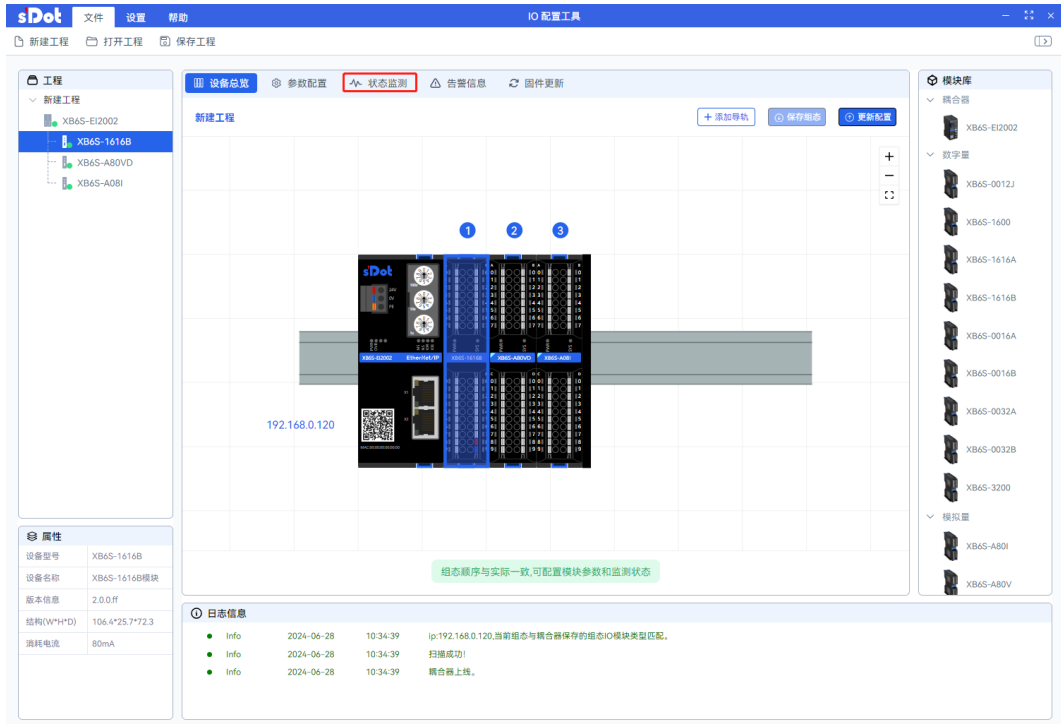 sDot 文件 设置 帮助 IO 配置工具
新建工程 打开工程 保存工程
工程
新建工程
XB6S-EI2002
XB6S-1616B
XB6S-A80VD
XB6S-A08I
设备总览 参数配置 状态监测 告警信息 固件更新
新建工程 添加导轨 保存组态 更新配置
1 2 3
sDot
24V
0V
PE
XB6S-EI2002 EtherNet/IP XB6S-1616B XB6S-A80VD XB6S-A08I
192.168.0.120
组态顺序与实际一致,可配置模块参数和监测状态
模块库
耦合器
XB6S-EI2002
数字量
XB6S-0012J
XB6S-1600
XB6S-1616A
XB6S-1616B
XB6S-0016A
XB6S-0016B
XB6S-0032A
XB6S-0032B
XB6S-3200
模拟量
XB6S-A80I
XB6S-A80V
属性
设备型号 XB6S-1616B
设备名称 XB6S-1616B模块
版本信息 2.0.0.ff
结构(W*H*D) 106.4*25.7*72.3
消耗电流 80mA
日志信息
Info 2024-06-28 10:34:39 ip:192.168.0.120,当前组态与耦合器保存的组态IO模块类型匹配。
Info 2024-06-28 10:34:39 扫描成功!
Info 2024-06-28 10:34:39 耦合器上线。